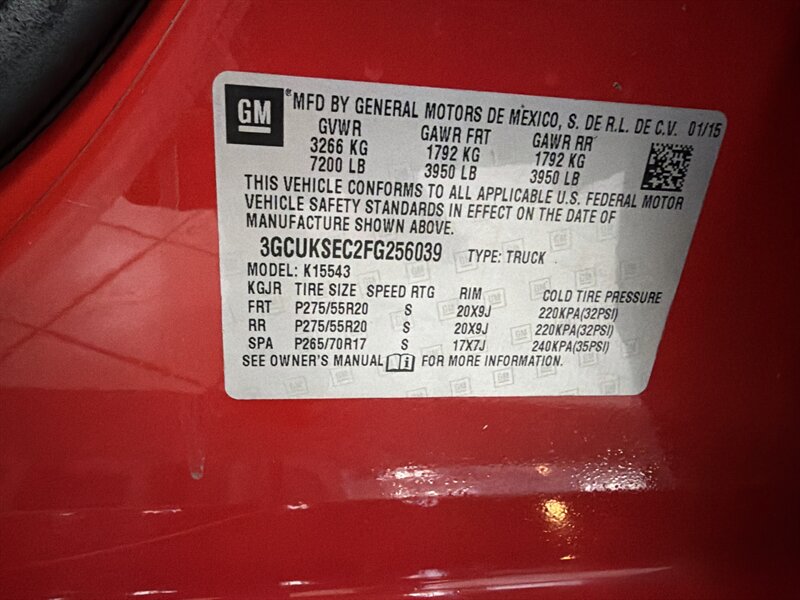 GM ®MFD BY GENERAL MOTORS DE MEXICO, S. DE R.L. DE C.V. 01/15
GVWR GAWR FRT GAWR RR
3266 KG 1792 KG 1792 KG
7200 LB 3950 LB 3950 LB
THIS VEHICLE CONFORMS TO ALL APPLICABLE U.S. FEDERAL MOTOR
VEHICLE SAFETY STANDARDS IN EFFECT ON THE DATE OF
MANUFACTURE SHOWN ABOVE.
3GCUKSEC2FG256039 TYPE: TRUCK
MODEL: K15543
KGJR TIRE SIZE SPEED RTG RIM COLD TIRE PRESSURE
FRT P275/55R20 S 20X9J 220KPA(32PSI)
RR P275/55R20 S 20X9J 220KPA(32PSI)
SPA P265/70R17 S 17X7J 240KPA(35PSI)
SEE OWNER'S MANUAL FOR MORE INFORMATION.